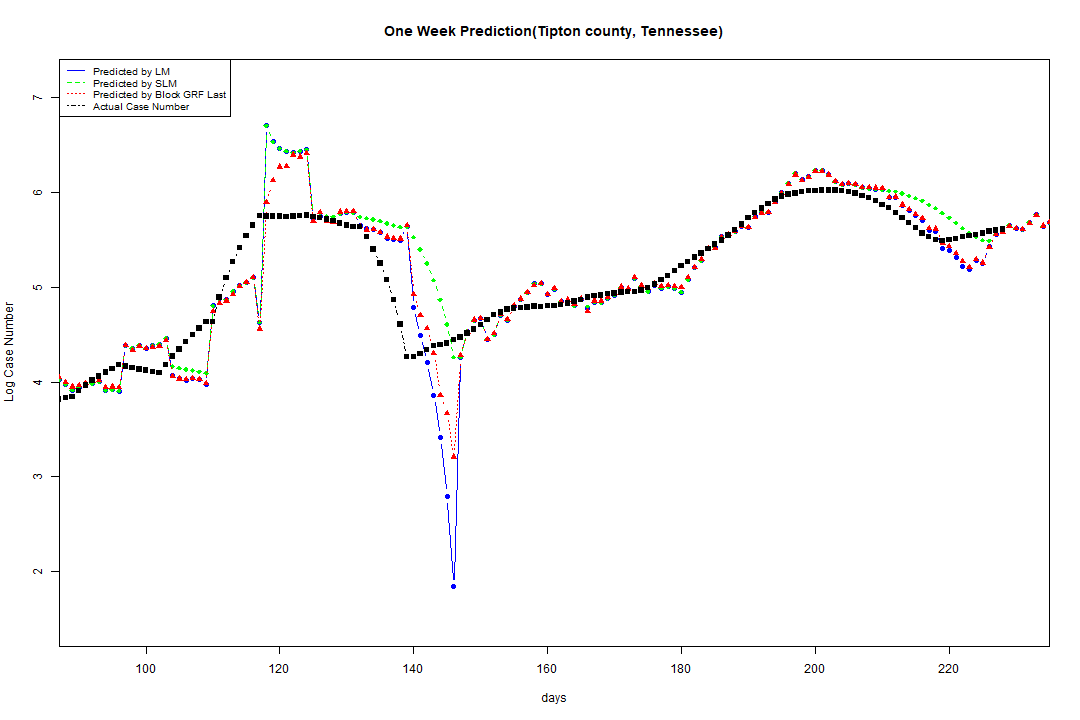 One Week Prediction(Tipton county, Tennessee)
Predicted by LM
Predicted by SLM
Predicted by Block GRF Last
Actual Case Number
Log Case Number
7
6
5
4
3
2
100 120 140 160 180 200 220
days